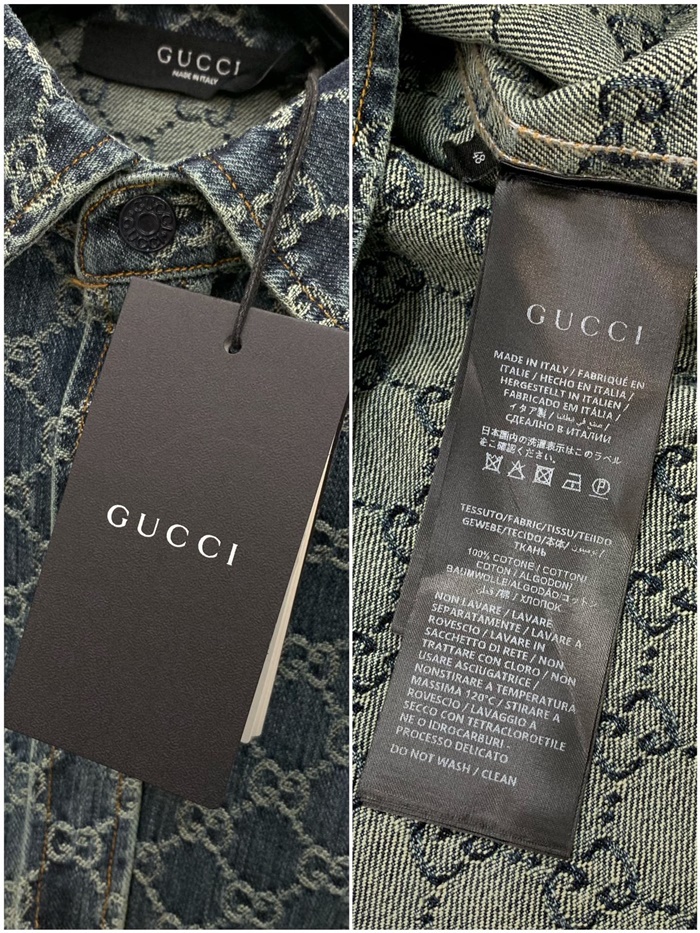 GUCCI
MADE IN ITALY
GUCCI
48
GUCCI
MADE IN ITALY / FABRIQUÉ EN
ITALIE / HECHO EN ITALIA /
HERGESTELLT IN ITALIEN /
FABRICADO EM ITÁLIA /
イタア製 / صنع في إيطاليا /
СДЕЛАНО В ИТАЛИИ
日本国内の洗濯表示はこのラベル
をご確認ください。
TESSUTO/FABRIC/TISSU/TEJIDO
GEWEBE/TECIDO/本体/
ТКАНЬ
100% COTONE / COTTON/
COTON / ALGODON/
BAUMWOLLE/ALGODÃO/コットン
/棉/ قطن / ХЛОПОК
NON LAVARE / LAVARE
SEPARATAMENTE / LAVARE A
ROVESCIO / LAVARE IN
SACCHETTO DI RETE / NON
TRATTARE CON CLORO / NON
USARE ASCIUGATRICE /
NONSTIRARE A TEMPERATURA
MASSIMA 120°C / STIRARE A
ROVESCIO / LAVAGGIO A
SECCO CON TETRACLOROETILE
NE O IDROCARBURI -
PROCESSO DELICATO
DO NOT WASH / CLEAN